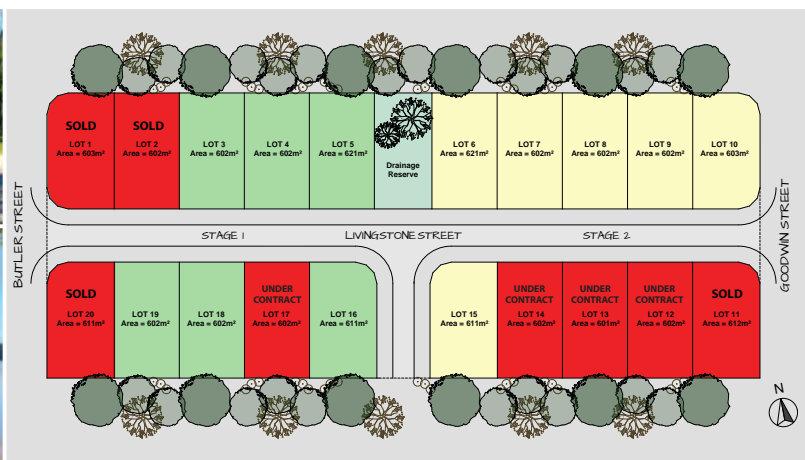 SOLD
LOT 1
Area = 603m²
SOLD
LOT 2
Area = 602m²
LOT 3
Area = 602m²
LOT 4
Area = 602m²
LOT 5
Area = 621m²
Drainage
Reserve
LOT 6
Area = 621m²
LOT 7
Area = 602m²
LOT 8
Area = 602m²
LOT 9
Area = 602m²
LOT 10
Area = 603m²
BUTLER STREET
STAGE 1
LIVINGSTONE STREET
STAGE 2
GOODWIN STREET
SOLD
LOT 20
Area = 611m²
LOT 19
Area = 602m²
LOT 18
Area = 602m²
UNDER
CONTRACT
LOT 17
Area = 602m²
LOT 16
Area = 611m²
LOT 15
Area = 611m²
UNDER
CONTRACT
LOT 14
Area = 602m²
UNDER
CONTRACT
LOT 13
Area = 601m²
UNDER
CONTRACT
LOT 12
Area = 602m²
SOLD
LOT 11
Area = 612m²
N